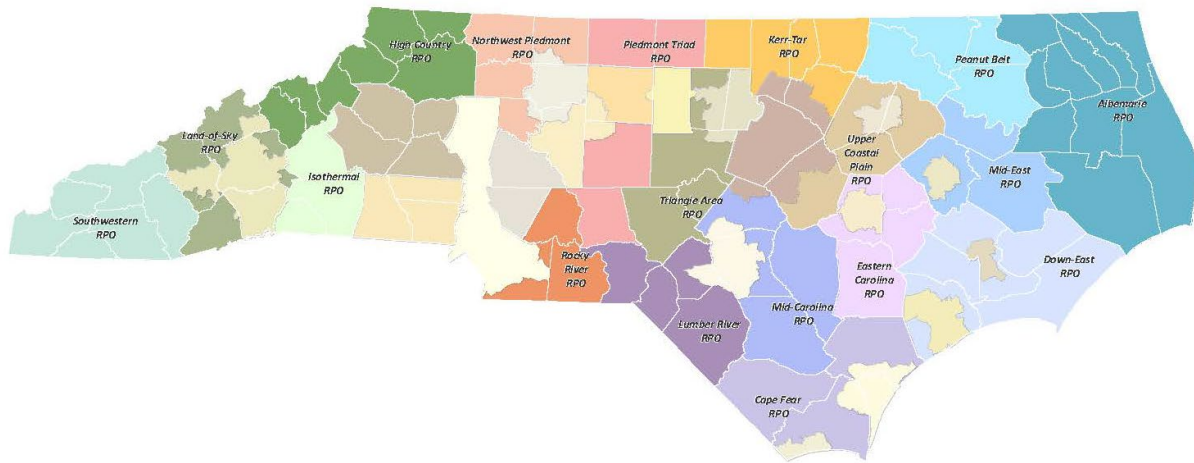 High Country
RPO
Northwest Piedmont
RPO
Piedmont Triad
RPO
Kerr-Tar
RPO
Peanut Belt
RPO
Albemarle
RPO
Land-of-Sky
RPO
Isothermal
RPO
Southwestern
RPO
Upper
Coastal
Plain
RPO
Mid-East
RPO
Triangle Area
RPO
Rocky
River
RPO
Eastern
Carolina
RPO
Down-East
RPO
Lumber River
RPO
Mid-Carolina
RPO
Cape Fear
RPO